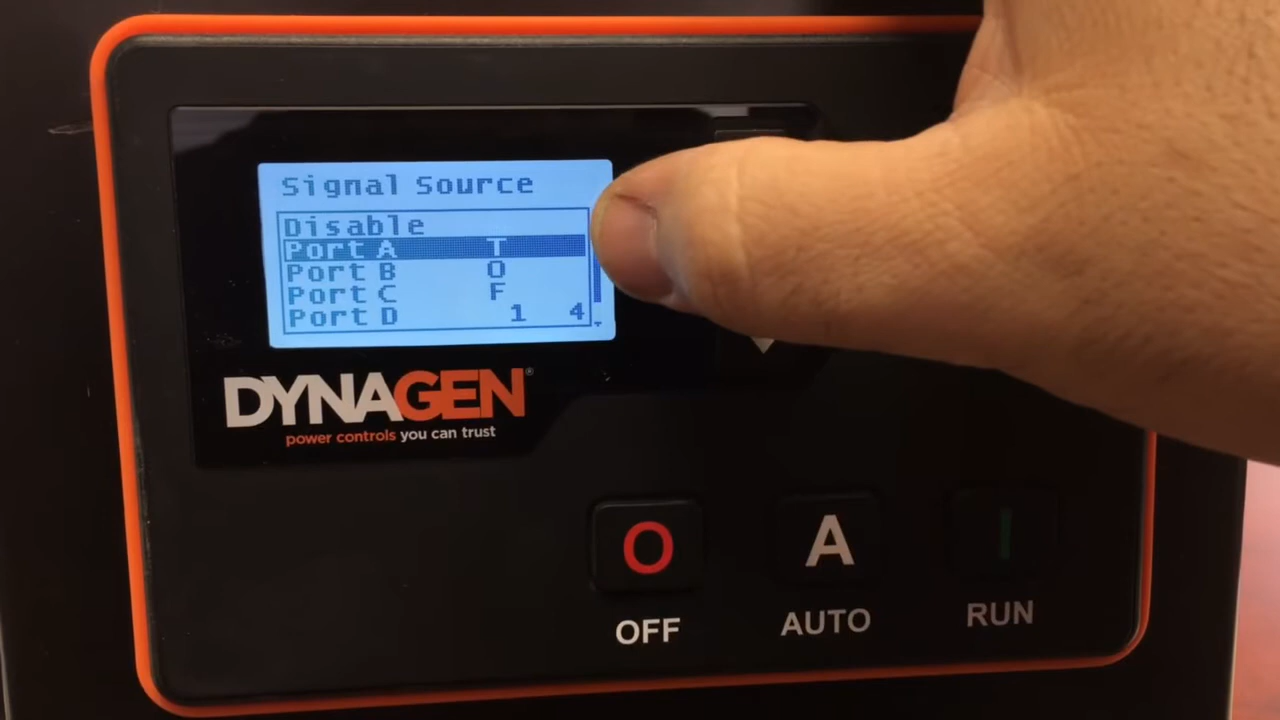 Signal Source
Disable
Port A T
Port B O
Port C F
Port D 1 4
DYNAGEN®
power controls you can trust
O A I
OFF AUTO RUN